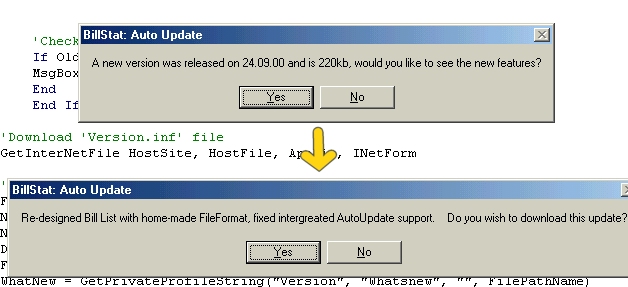 'Check
BillStat: Auto Update
If Old
A new version was released on 24.09.00 and is 220kb, would you like to see the new features?
MsgBox
End
Yes No
End If
'Download 'Version.inf' file
GetInterNetFile HostSite, HostFile, INetForm
BillStat: Auto Update
F
N
Re-designed Bill List with home-made FileFormat, fixed intergreated AutoUpdate support. Do you wish to download this update?
N
D
Yes No
F
WhatNew = GetPrivateProfileString("Version", "Whatsnew", "", FilePathName)